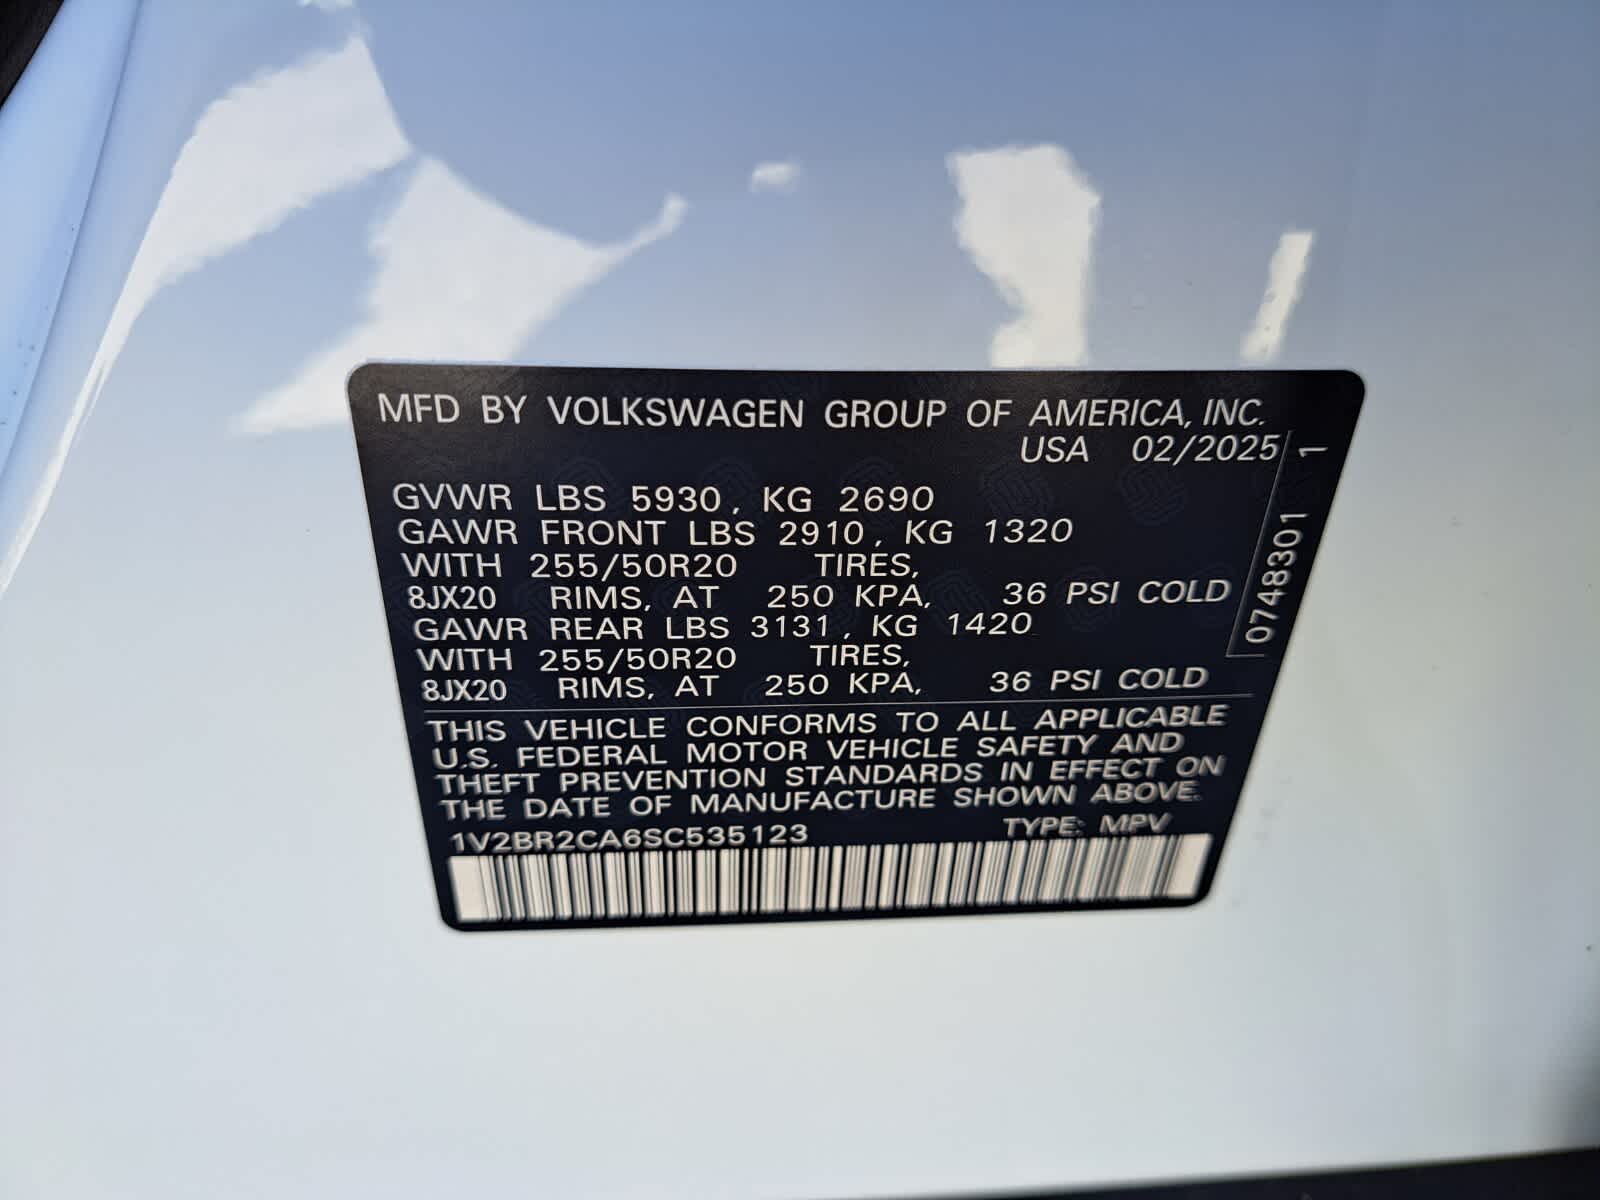 MFD BY VOLKSWAGEN GROUP OF AMERICA, INC.
USA 02/2025
GVWR LBS 5930, KG 2690
GAWR FRONT LBS 2910, KG 1320
WITH 255/50R20 TIRES,
8JX20 RIMS, AT 250 KPA, 36 PSI COLD
GAWR REAR LBS 3131, KG 1420
WITH 255/50R20 TIRES,
8JX20 RIMS, AT 250 KPA, 36 PSI COLD
0748301 1
THIS VEHICLE CONFORMS TO ALL APPLICABLE
U.S. FEDERAL MOTOR VEHICLE SAFETY AND
THEFT PREVENTION STANDARDS IN EFFECT ON
THE DATE OF MANUFACTURE SHOWN ABOVE.
1V2BR2CA6SC535123 TYPE: MPV